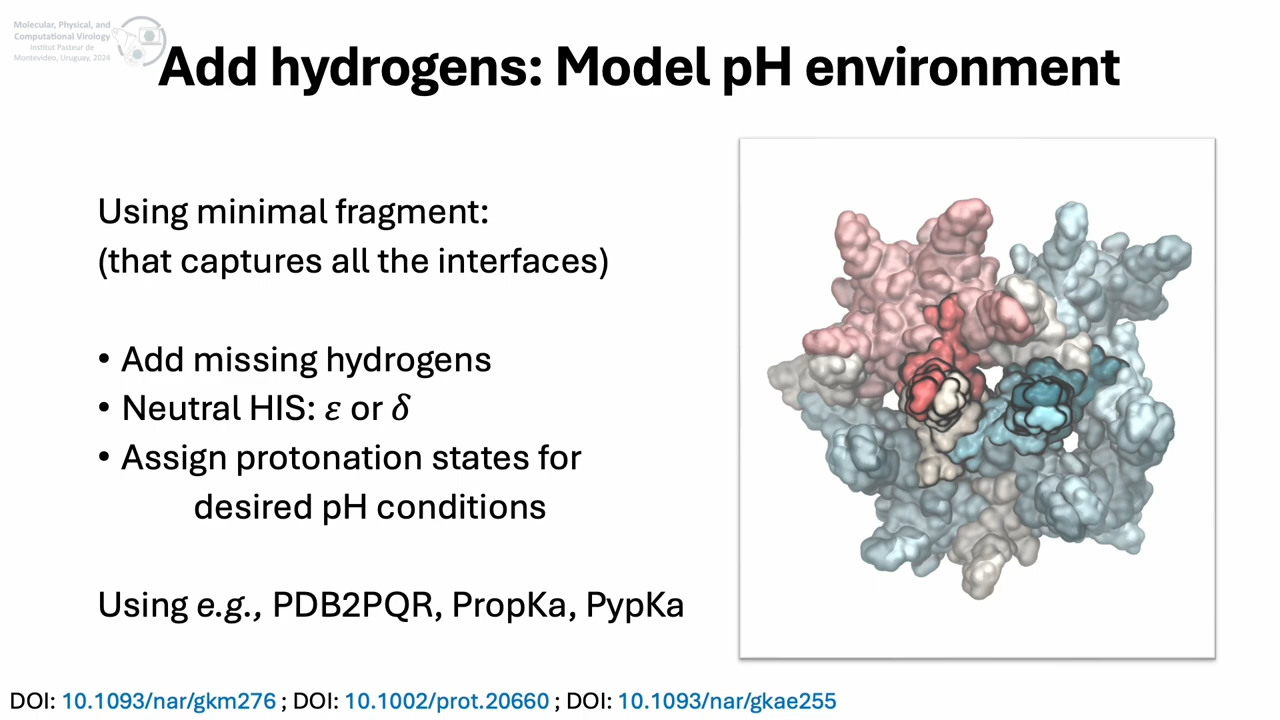 Molecular, Physical, and
Computational Virology
Institut Pasteur de
Montevideo, Uruguay, 2024
Add hydrogens: Model pH environment
Using minimal fragment:
(that captures all the interfaces)
• Add missing hydrogens
• Neutral HIS: ε or δ
• Assign protonation states for
desired pH conditions
Using e.g., PDB2PQR, PropKa, PypKa
DOI: 10.1093/nar/gkm276 ; DOI: 10.1002/prot.20660 ; DOI: 10.1093/nar/gkae255